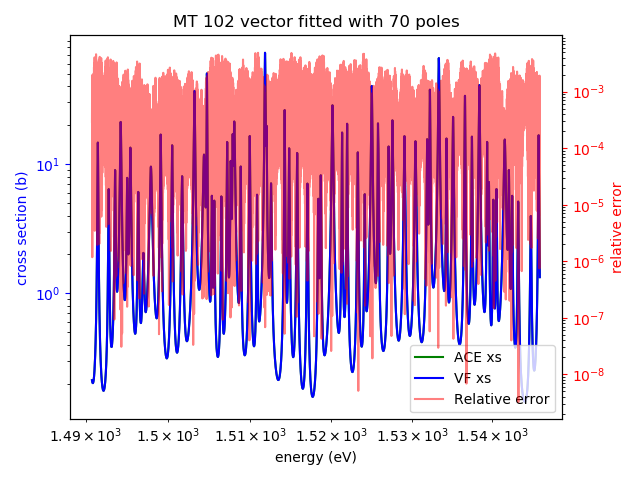 MT 102 vector fitted with 70 poles
cross section (b)
10¹
10⁰
10⁻³
10⁻⁴
10⁻⁵
10⁻⁶
10⁻⁷
10⁻⁸
relative error
ACE xs
VF xs
Relative error
1.49 × 10³ 1.5 × 10³ 1.51 × 10³ 1.52 × 10³ 1.53 × 10³ 1.54 × 10³
energy (eV)